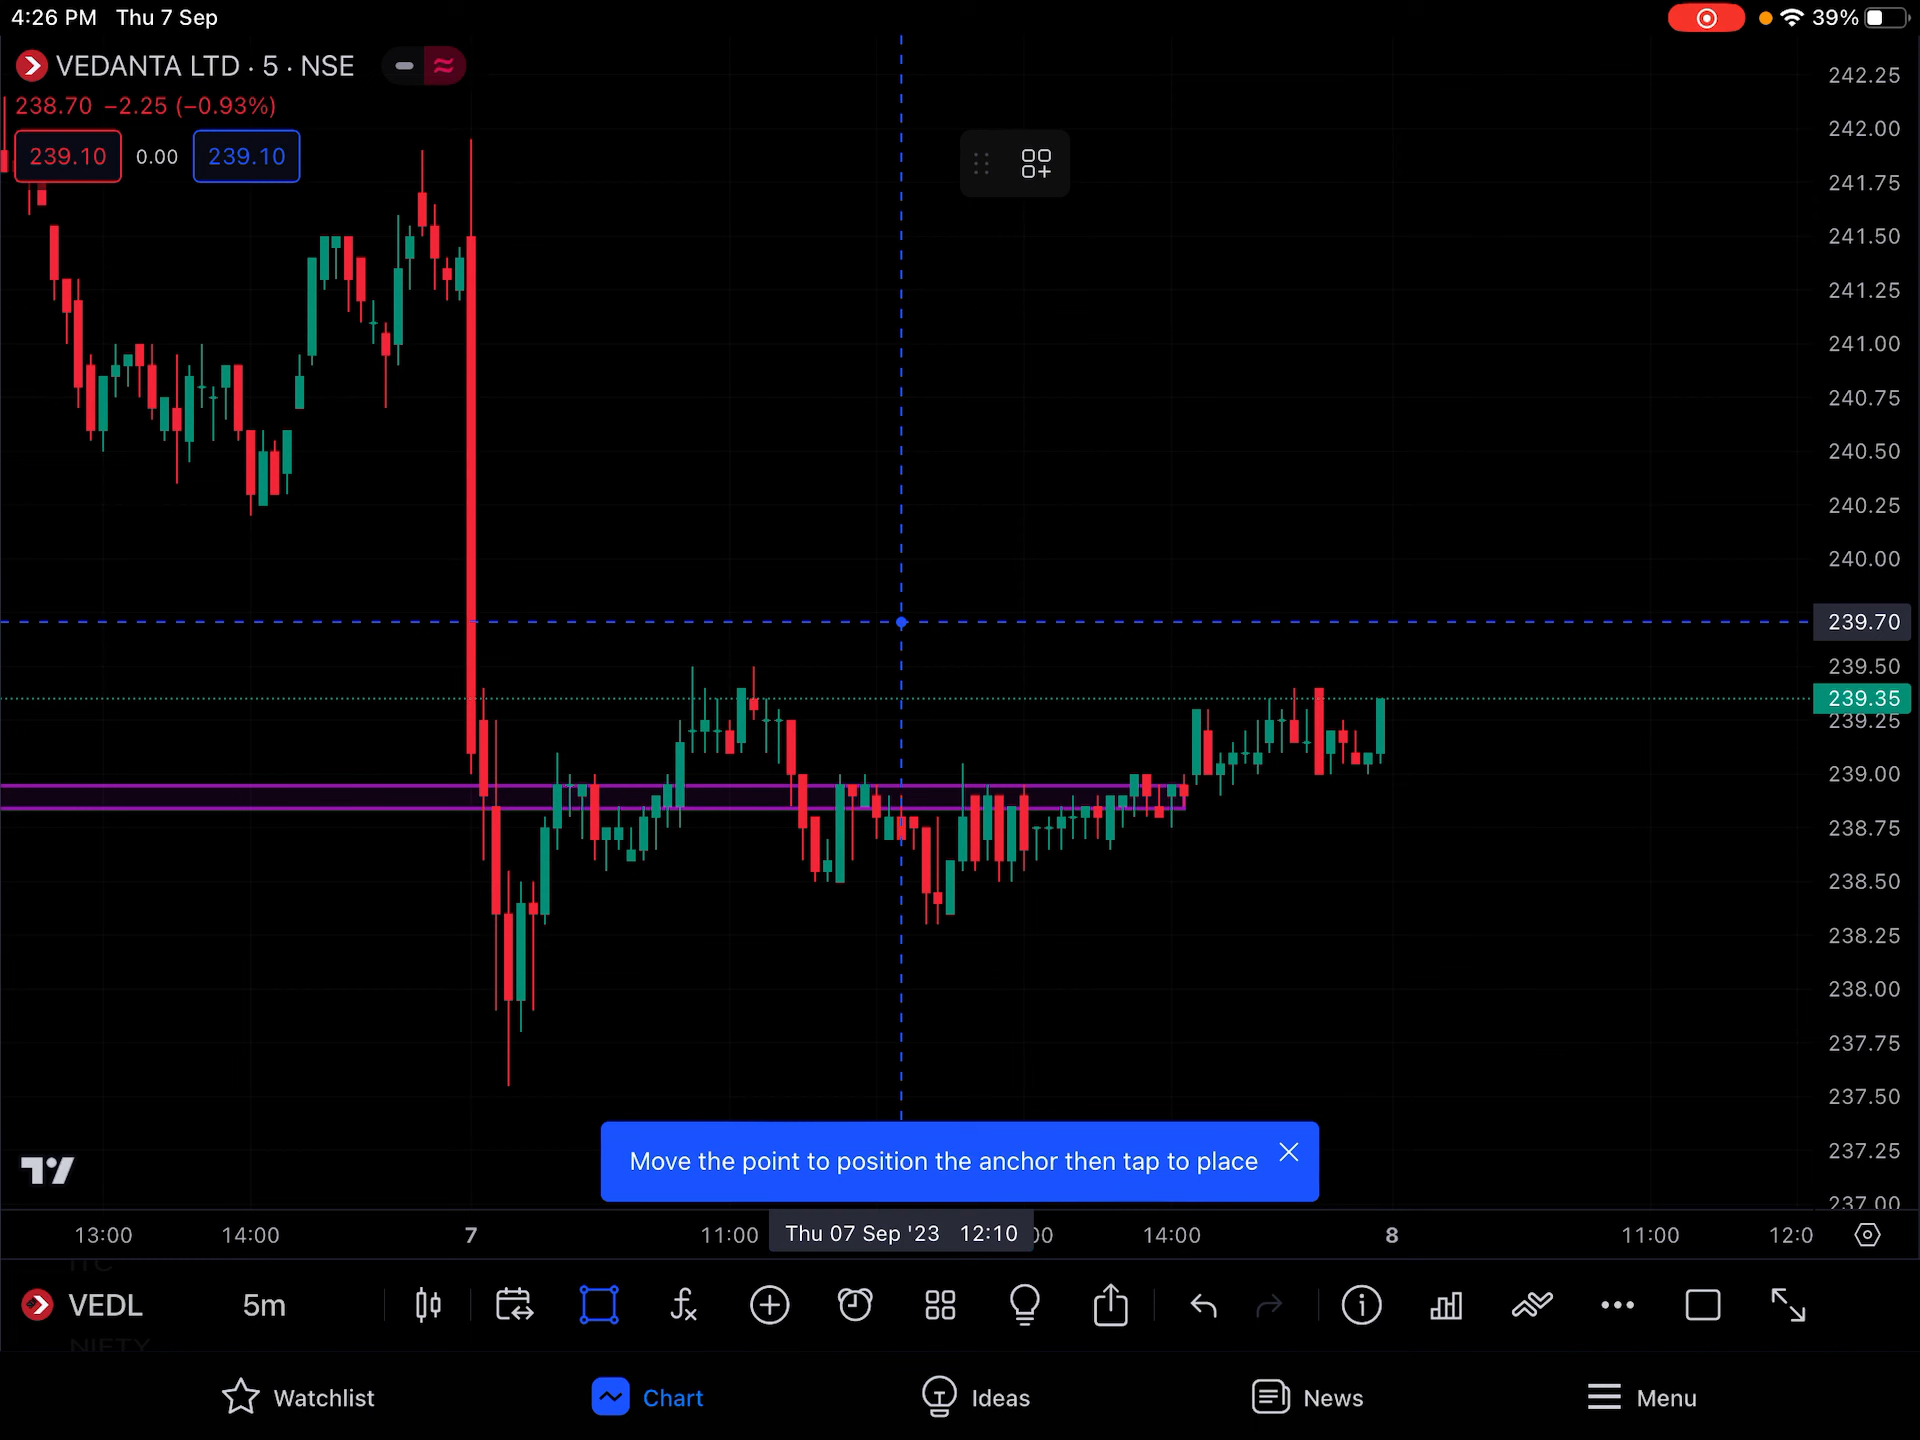 4:26 PM Thu 7 Sep
39%
VEDANTA LTD · 5 · NSE
238.70 −2.25 (−0.93%)
239.10 0.00 239.10
242.25
242.00
241.75
241.50
241.25
241.00
240.75
240.50
240.25
240.00
239.70
239.50
239.35
239.25
239.00
238.75
238.50
238.25
238.00
237.75
237.50
237.25
237.00
Move the point to position the anchor then tap to place
13:00 14:00 7 11:00 Thu 07 Sep '23 12:10 00 14:00 8 11:00 12:0
ITC
VEDL 5m
NIFTY
Watchlist Chart Ideas News Menu